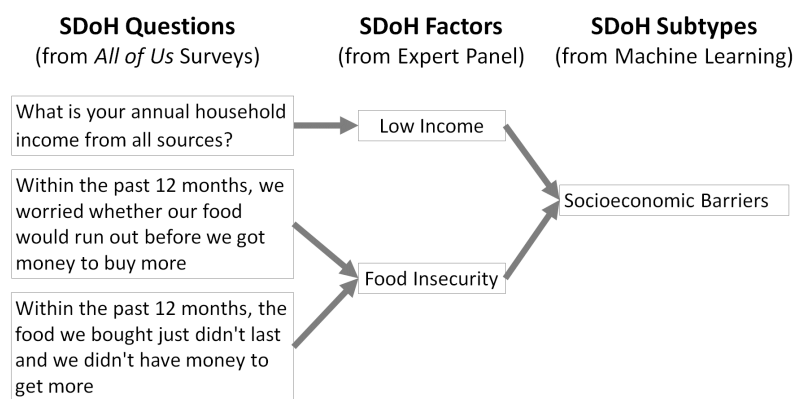 SDoH Questions
(from All of Us Surveys)
SDoH Factors
(from Expert Panel)
SDoH Subtypes
(from Machine Learning)
What is your annual household
income from all sources?
Low Income
Within the past 12 months, we
worried whether our food
would run out before we got
money to buy more
Socioeconomic Barriers
Food Insecurity
Within the past 12 months, the
food we bought just didn't last
and we didn't have money to
get more